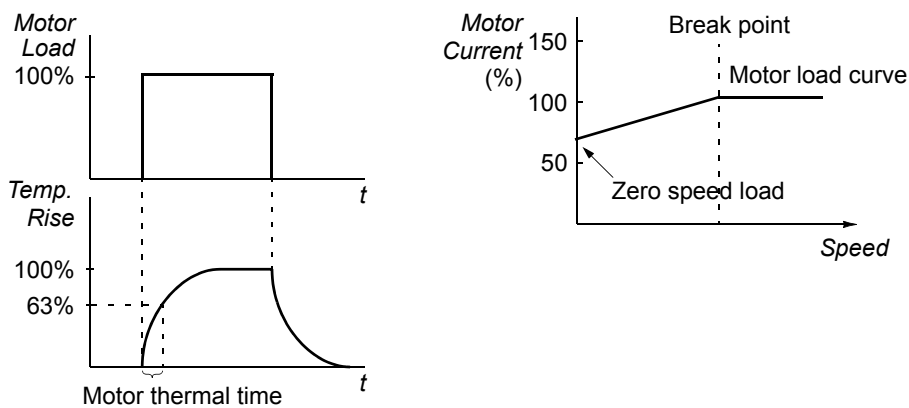 Motor
Load
100%
t
Temp.
Rise
100%
63%
t
Motor thermal time
Motor
Current
(%)
150
100
50
Break point
Motor load curve
Zero speed load
Speed